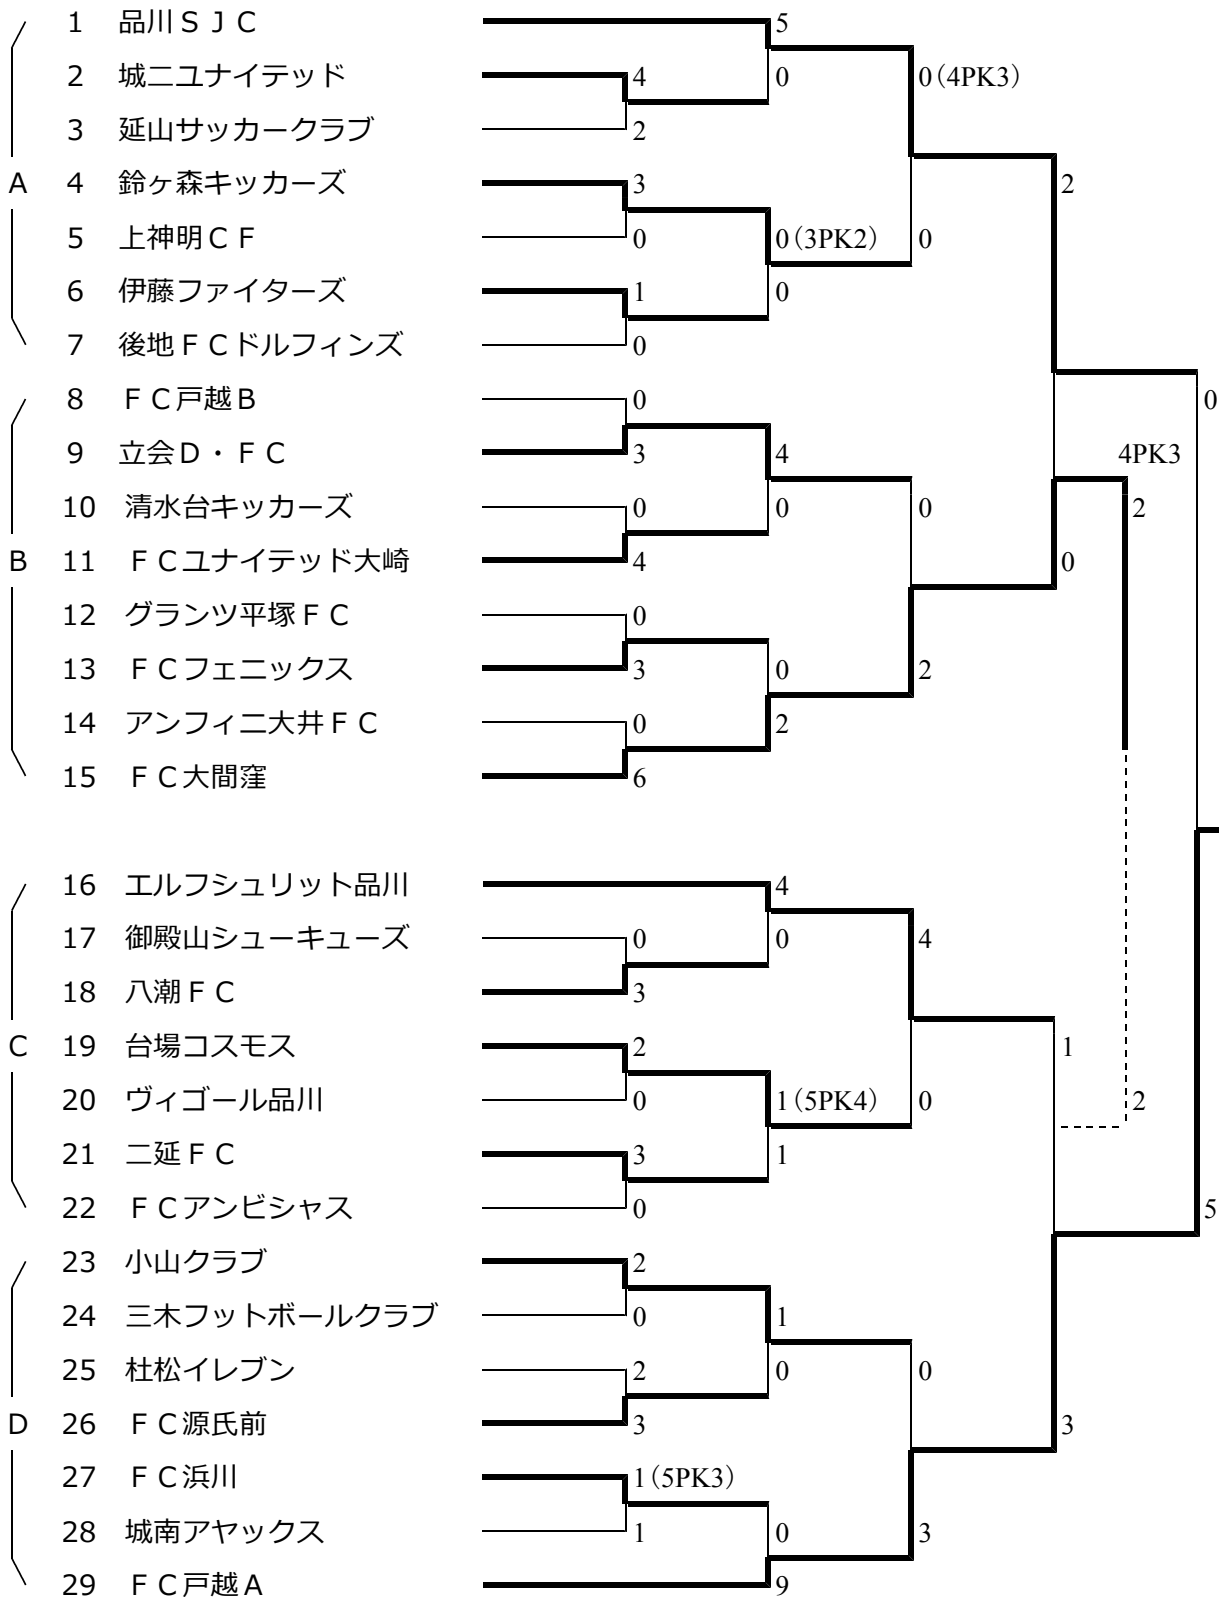 1 品川ＳＪＣ 5
2 城二ユナイテッド 4 0 0(4PK3)
3 延山サッカークラブ 2
A 4 鈴ヶ森キッカーズ 3 2
5 上神明ＣＦ 0 0(3PK2) 0
6 伊藤ファイターズ 1 0
7 後地ＦＣドルフィンズ 0
8 ＦＣ戸越Ｂ 0 0
9 立会Ｄ・ＦＣ 3 4 4PK3
10 清水台キッカーズ 0 0 0 2
B 11 ＦＣユナイテッド大崎 4 0
12 グランツ平塚ＦＣ 0
13 ＦＣフェニックス 3 0 2
14 アンフィニ大井ＦＣ 0 2
15 ＦＣ大間窪 6
16 エルフシュリット品川 4
17 御殿山シューキューズ 0 0 4
18 八潮ＦＣ 3
C 19 台場コスモス 2 1
20 ヴィゴール品川 0 1(5PK4) 0 2
21 二延ＦＣ 3 1
22 ＦＣアンビシャス 0 5
23 小山クラブ 2
24 三木フットボールクラブ 0 1
25 杜松イレブン 2 0 0
D 26 ＦＣ源氏前 3 3
27 ＦＣ浜川 1(5PK3)
28 城南アヤックス 1 0 3
29 ＦＣ戸越Ａ 9